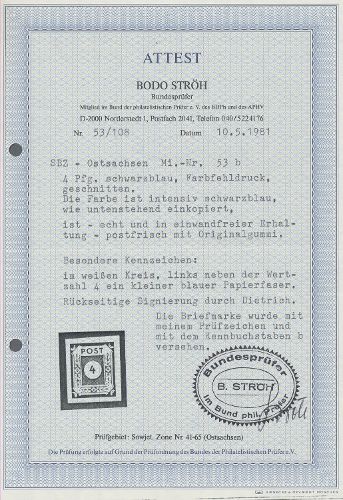 ATTEST
BODO STRÖH
Bundesprüfer
Mitglied im Bund der philatelistischen Prüfer e. V. des BDPh und des APHV
D-2000 Norderstedt 1, Postfach 2041, Telefon 040/5224176
Nr. 53/108 Datum 10.5.1981
SBZ - Ostsachsen Mi.-Nr. 53 b
4 Pfg. schwarzblau, Farbfehldruck,
geschnitten.
Die Farbe ist intensiv schwarzblau,
wie untenstehend einkopiert,
ist - echt und in einwandfreier Erhal-
tung - postfrisch mit Originalgummi.
Besondere Kennzeichen:
im weißen Kreis, links neben der Wert-
zahl 4 ein kleiner blauer Papierfaser.
Rückseitige Signierung durch Dietrich.
Die Briefmarke wurde mit
meinem Prüfzeichen und
mit dem Kennbuchstaben b
versehen.
POST
4
Bundesprüfer
B. STRÖH
im Bund phil. Prüfer
Prüfgebiet: Sowjet. Zone Nr 41-65 (Ostsachsen)
Die Prüfung erfolgte auf Grund der Prüfordnung des Bundes der Philatelistischen Prüfer e.V.